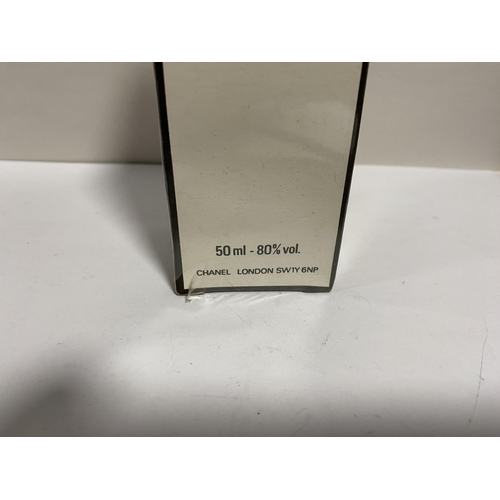 50 ml - 80% vol.
CHANEL LONDON SW1Y 6NP